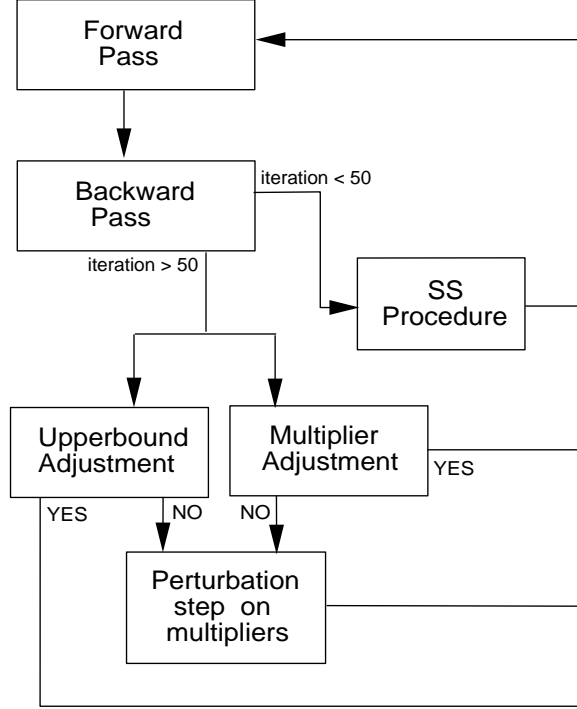 Forward
Pass
Backward
Pass
iteration < 50
iteration > 50
SS
Procedure
Upperbound
Adjustment
Multiplier
Adjustment
YES
YES
NO
NO
Perturbation
step on
multipliers